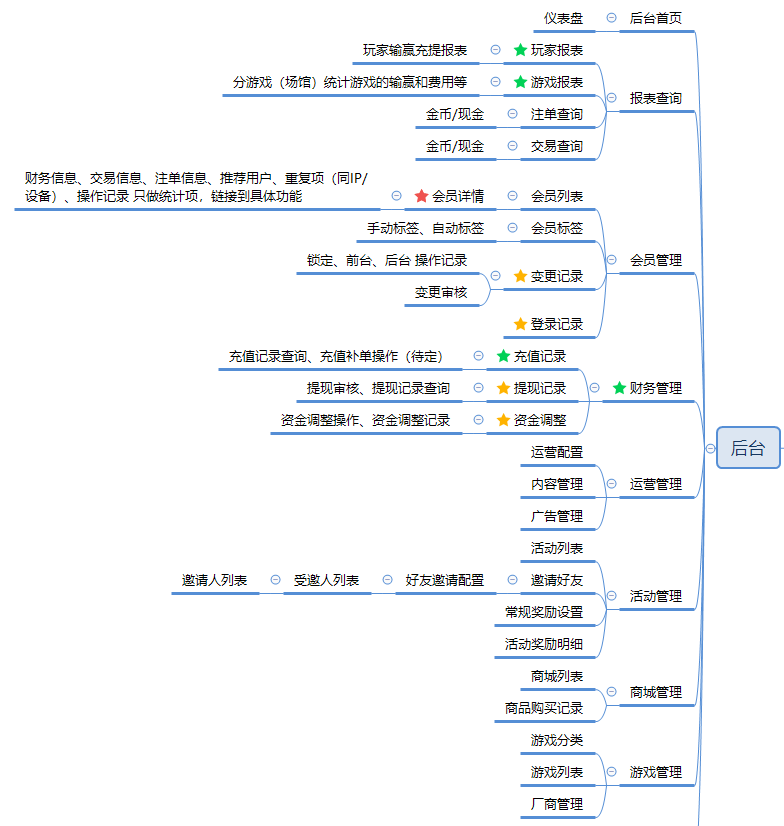 仪表盘
后台首页
玩家输赢充提报表
玩家报表
分游戏（场馆）统计游戏的输赢和费用等
游戏报表
报表查询
金币/现金
注单查询
金币/现金
交易查询
财务信息、交易信息、注单信息、推荐用户、重复项（同IP/
设备）、操作记录 只做统计项，链接到具体功能
会员详情
会员列表
手动标签、自动标签
会员标签
会员管理
锁定、前台、后台 操作记录
变更记录
变更审核
登录记录
充值记录查询、充值补单操作（待定）
充值记录
提现审核、提现记录查询
提现记录
财务管理
资金调整操作、资金调整记录
资金调整
后台
运营配置
内容管理
运营管理
广告管理
活动列表
邀请人列表
受邀人列表
好友邀请配置
邀请好友
活动管理
常规奖励设置
活动奖励明细
商城列表
商城管理
商品购买记录
游戏分类
游戏列表
游戏管理
厂商管理